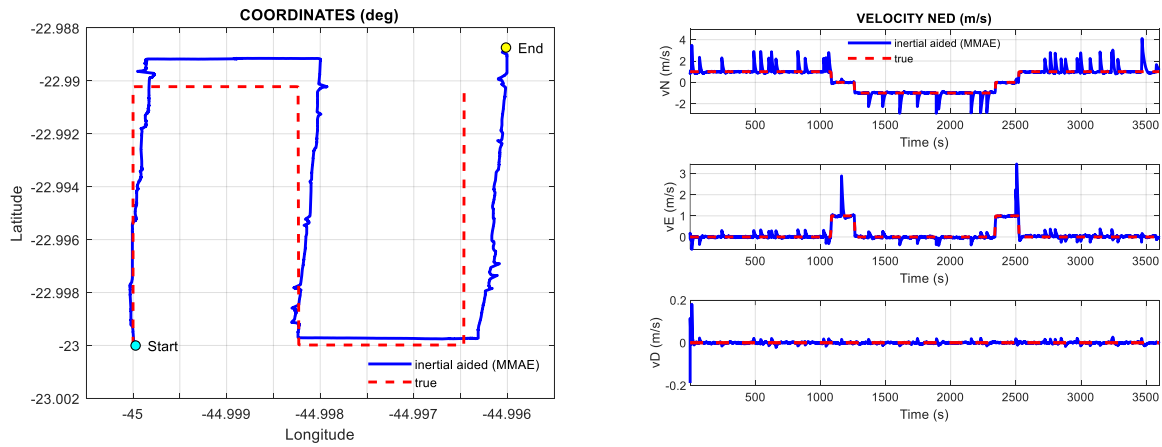 COORDINATES (deg)
-22.988
-22.99
-22.992
-22.994
-22.996
-22.998
-23
-23.002
Latitude
End
Start
inertial aided (MMAE)
true
-45
-44.999
-44.998
-44.997
-44.996
Longitude
VELOCITY NED (m/s)
4
2
0
-2
vN (m/s)
inertial aided (MMAE)
true
500
1000
1500
2000
2500
3000
3500
Time (s)
3
2
1
0
vE (m/s)
500
1000
1500
2000
2500
3000
3500
Time (s)
0.2
0
-0.2
vD (m/s)
500
1000
1500
2000
2500
3000
3500
Time (s)